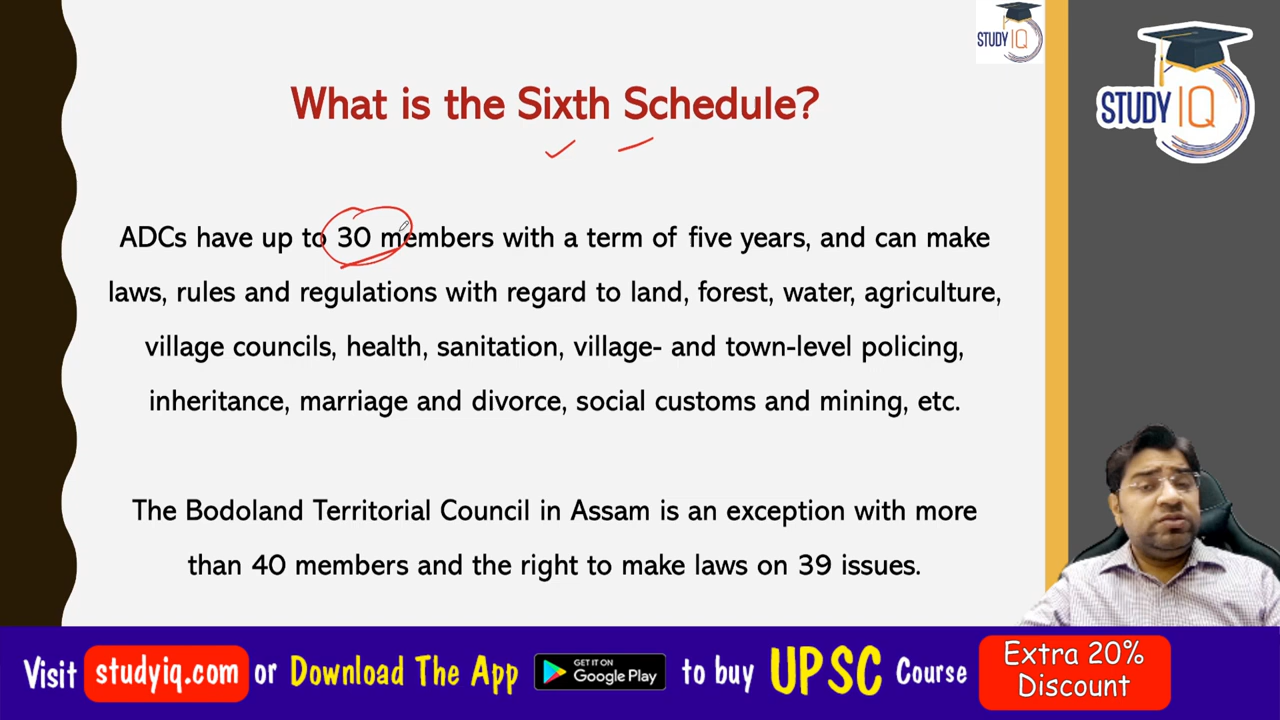 STUDY IQ
STUDY IQ
What is the Sixth Schedule?
ADCs have up to 30 members with a term of five years, and can make
laws, rules and regulations with regard to land, forest, water, agriculture,
village councils, health, sanitation, village- and town-level policing,
inheritance, marriage and divorce, social customs and mining, etc.
The Bodoland Territorial Council in Assam is an exception with more
than 40 members and the right to make laws on 39 issues.
Visit studyiq.com or Download The App GET IT ON Google Play to buy UPSC Course Extra 20% Discount